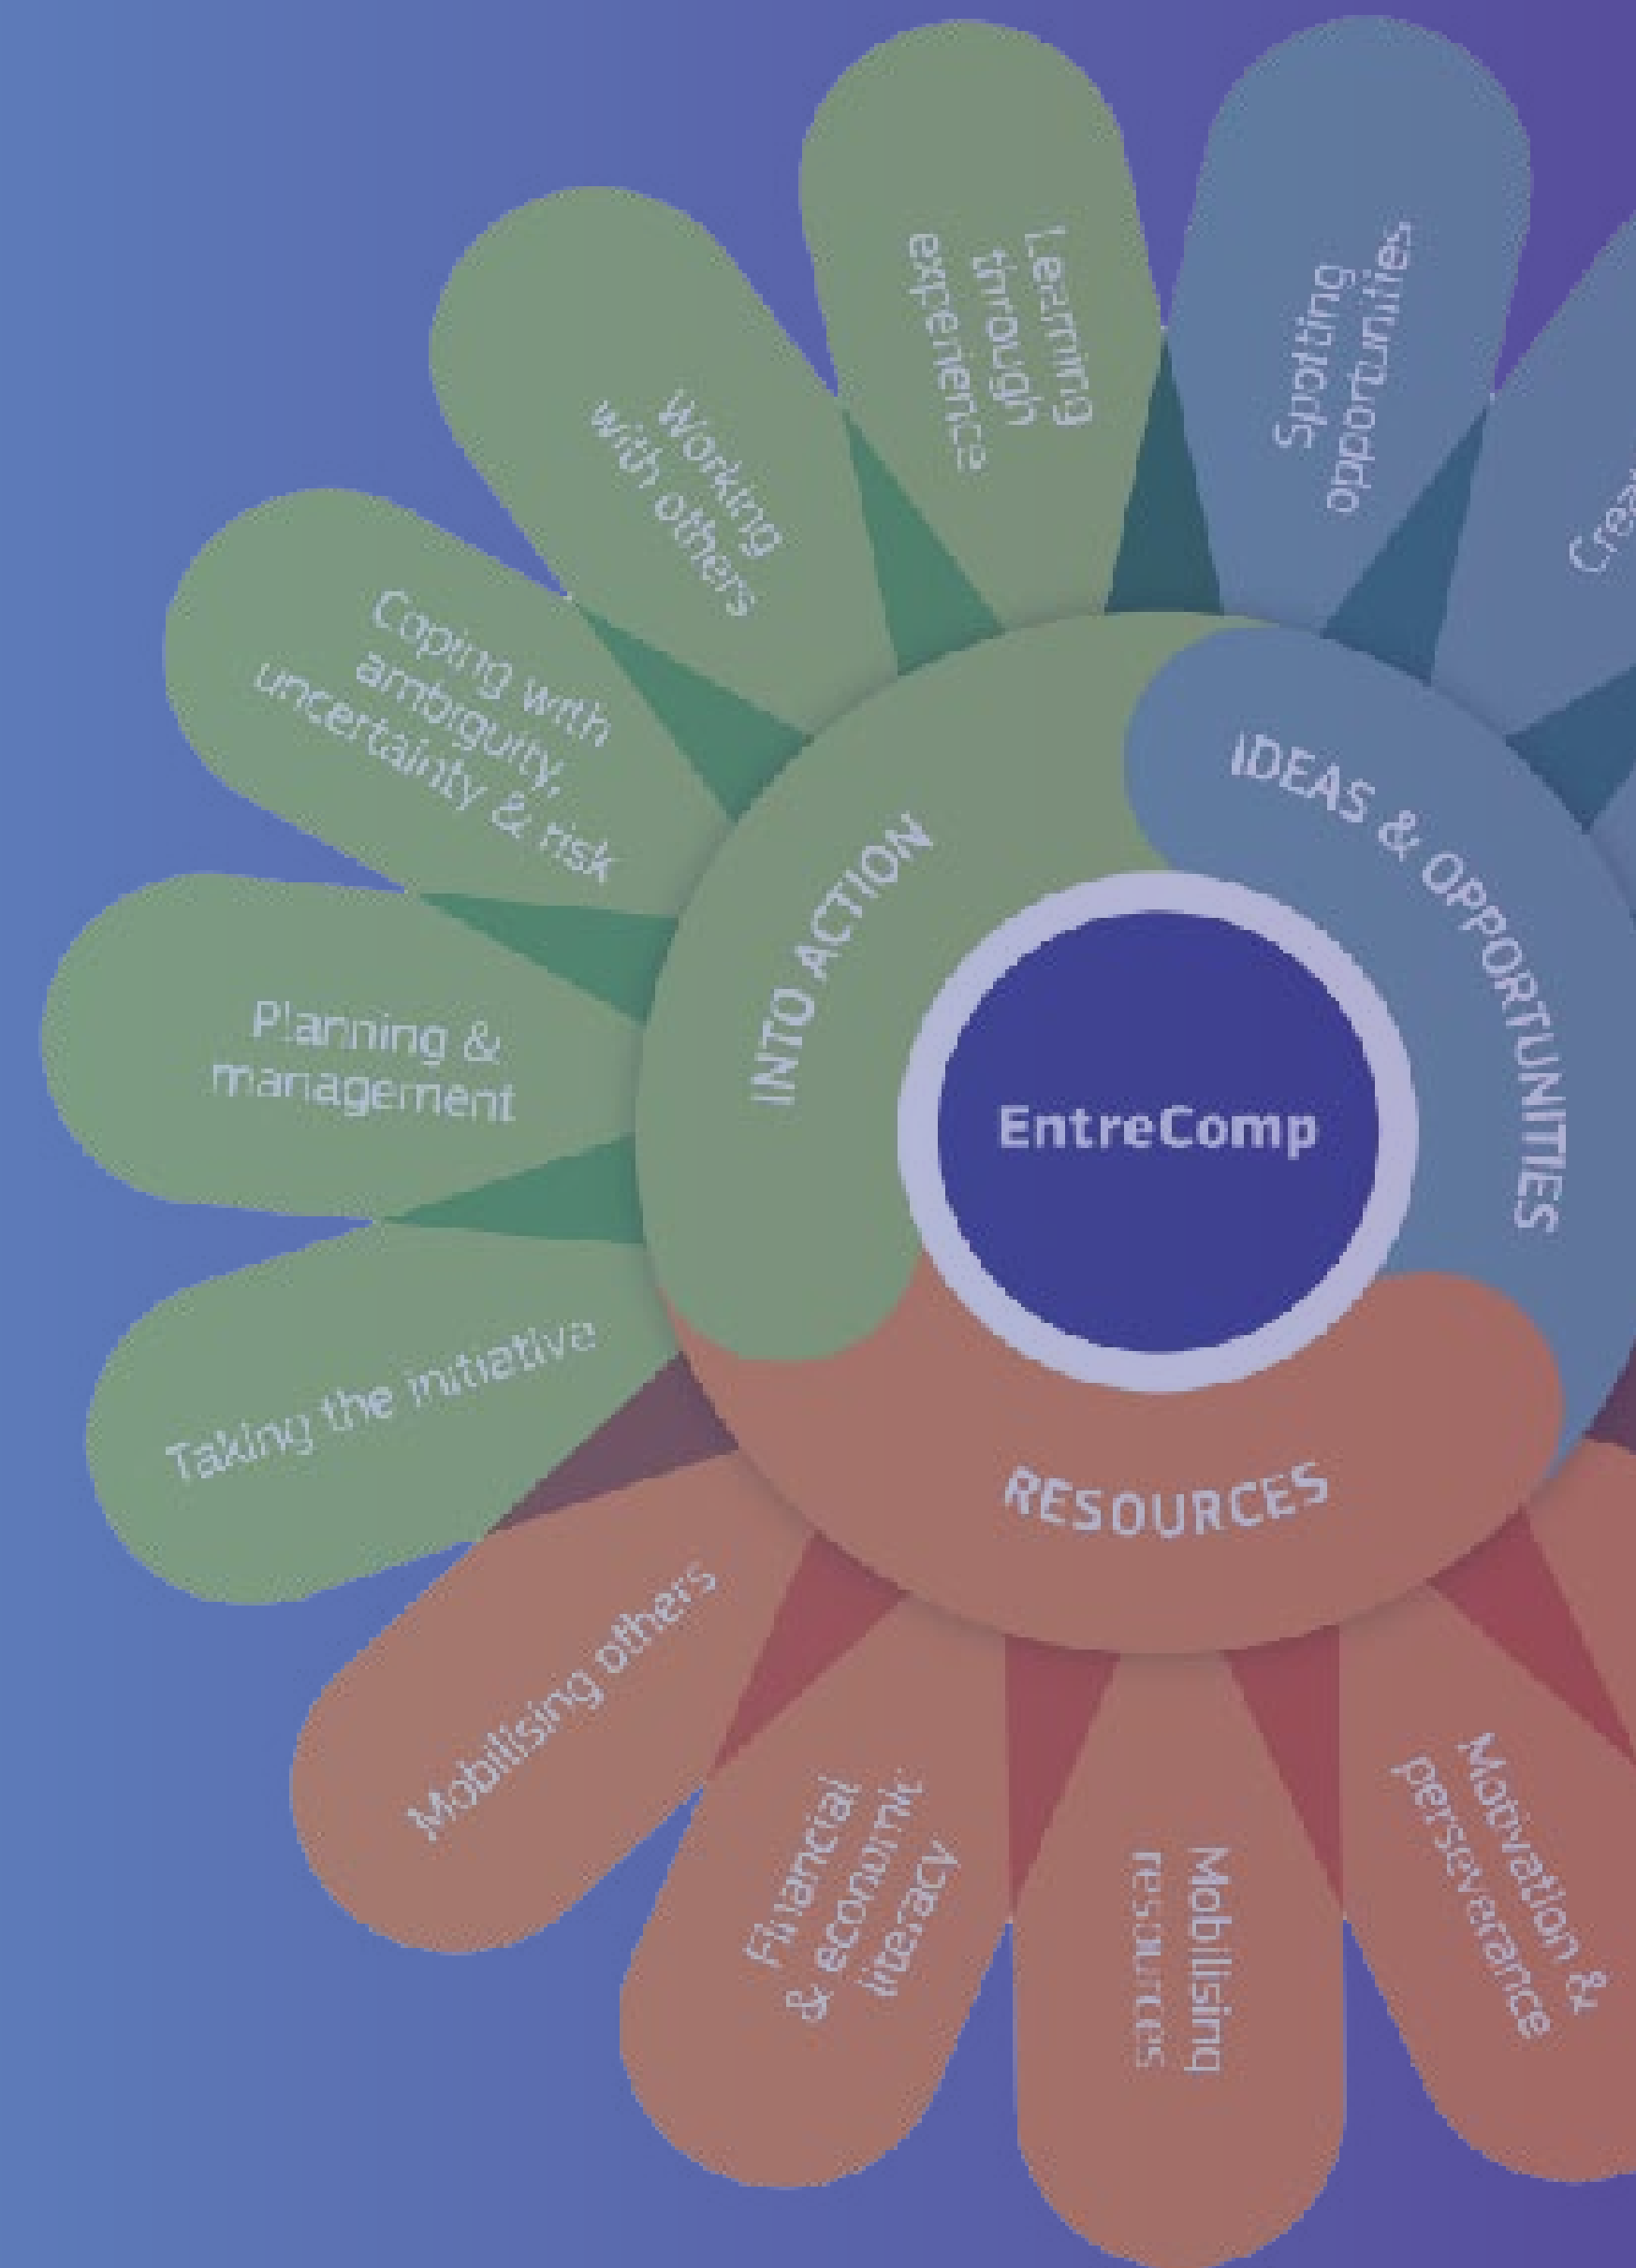 EntreComp
IDEAS & OPPORTUNITIES
RESOURCES
INTO ACTION
Spotting
opportunities
Motivation &
perseverance
Mobilising
resources
Financial
& economic
literacy
Mobilising others
Taking the initiative
Planning &
management
Coping with
ambiguity,
uncertainty & risk
Working
with others
Learning
through
experience